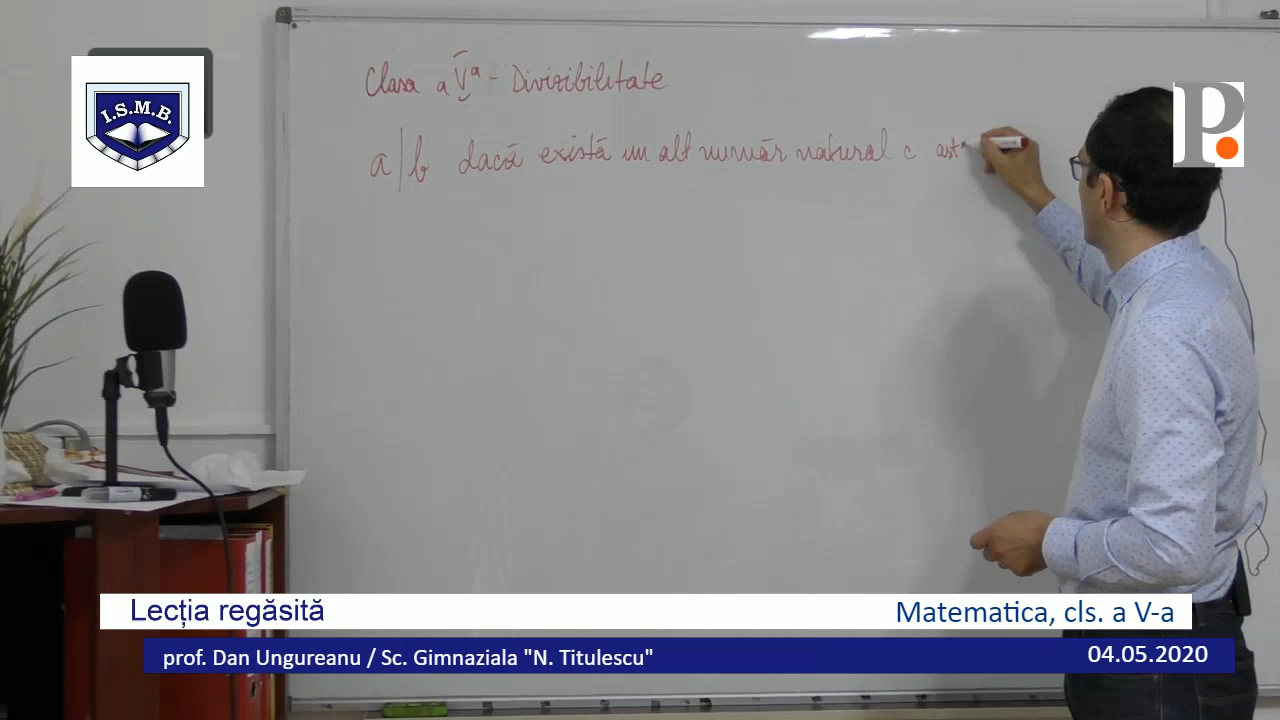 I.S.M.B.
P.
Clasa a V a - Divizibilitate
a | b dacă există un alt număr natural c ast
Lecția regăsită
Matematica, cls. a V-a
prof. Dan Ungureanu / Sc. Gimnaziala "N. Titulescu"
04.05.2020